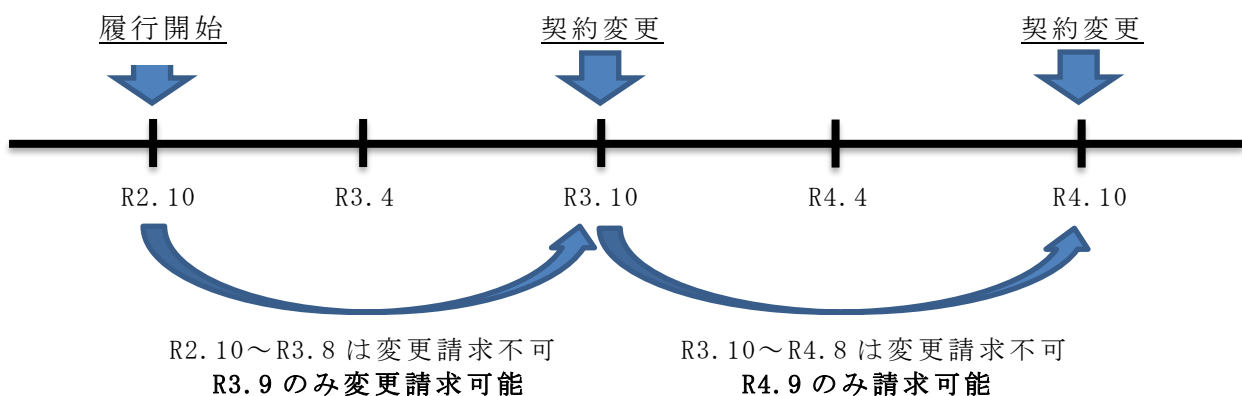 履行開始 契約変更 契約変更
R2.10 R3.4 R3.10 R4.4 R4.10
R2.10～R3.8は変更請求不可 R3.10～R4.8は変更請求不可
R3.9のみ変更請求可能 R4.9のみ請求可能